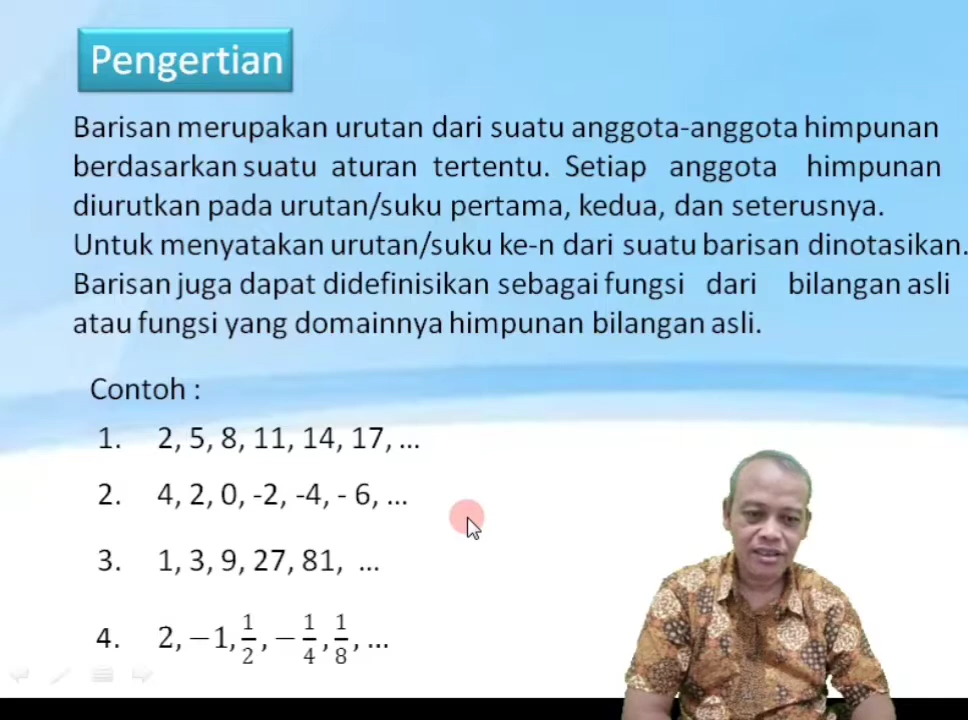 Pengertian
Barisan merupakan urutan dari suatu anggota-anggota himpunan
berdasarkan suatu aturan tertentu. Setiap anggota himpunan
diurutkan pada urutan/suku pertama, kedua, dan seterusnya.
Untuk menyatakan urutan/suku ke-n dari suatu barisan dinotasikan.
Barisan juga dapat didefinisikan sebagai fungsi dari bilangan asli
atau fungsi yang domainnya himpunan bilangan asli.
Contoh :
1. 2, 5, 8, 11, 14, 17, ...
2. 4, 2, 0, -2, -4, - 6, ...
3. 1, 3, 9, 27, 81, ...
4. 2, −1, 1/2, − 1/4, 1/8, ...